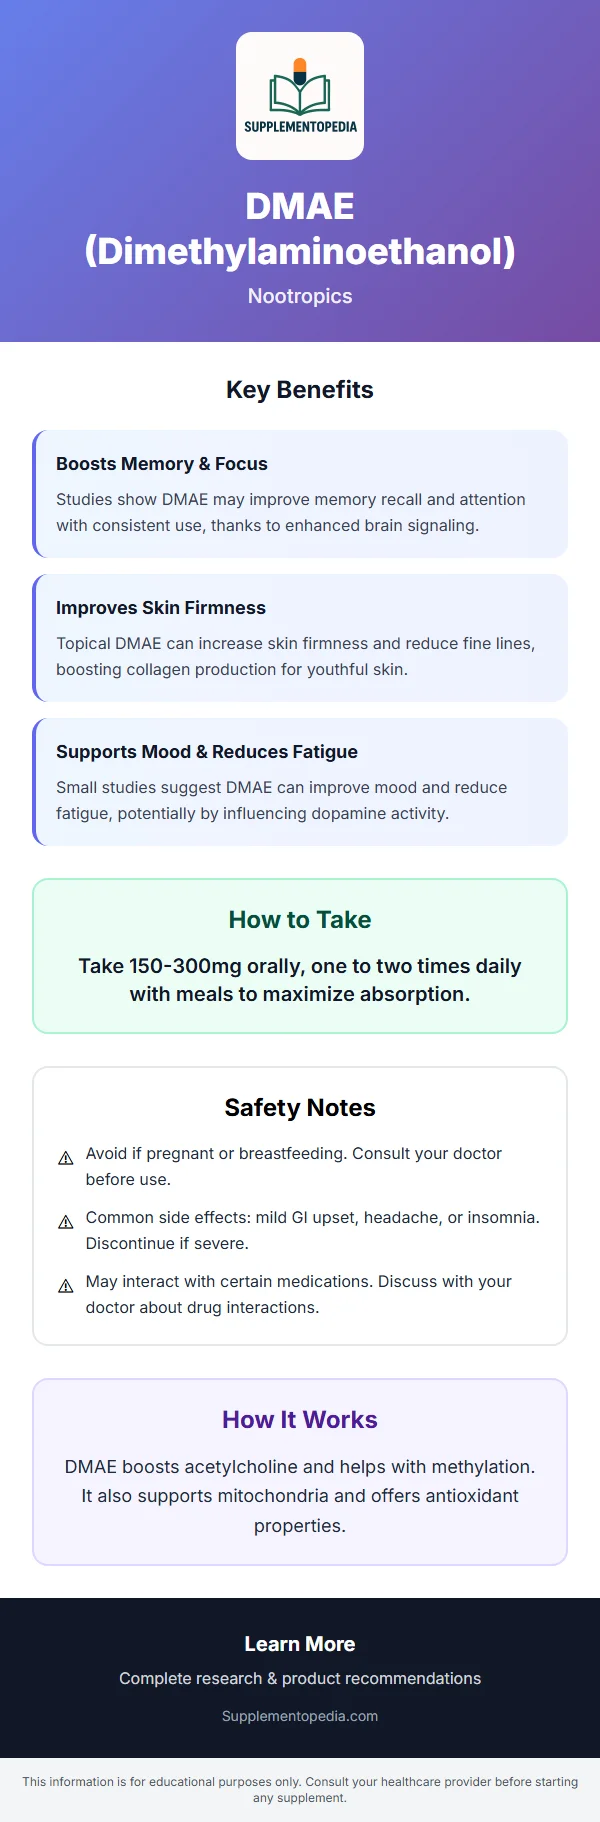 SUPPLEMENTOPEDIA
DMAE
(Dimethylaminoethanol)
Nootropics
Key Benefits
Boosts Memory & Focus
Studies show DMAE may improve memory recall and attention
with consistent use, thanks to enhanced brain signaling.
Improves Skin Firmness
Topical DMAE can increase skin firmness and reduce fine lines,
boosting collagen production for youthful skin.
Supports Mood & Reduces Fatigue
Small studies suggest DMAE can improve mood and reduce
fatigue, potentially by influencing dopamine activity.
How to Take
Take 150-300mg orally, one to two times daily
with meals to maximize absorption.
Safety Notes
Avoid if pregnant or breastfeeding. Consult your doctor
before use.
Common side effects: mild GI upset, headache, or insomnia.
Discontinue if severe.
May interact with certain medications. Discuss with your
doctor about drug interactions.
How It Works
DMAE boosts acetylcholine and helps with methylation.
It also supports mitochondria and offers antioxidant
properties.
Learn More
Complete research & product recommendations
Supplementopedia.com
This information is for educational purposes only. Consult your healthcare provider before starting
any supplement.